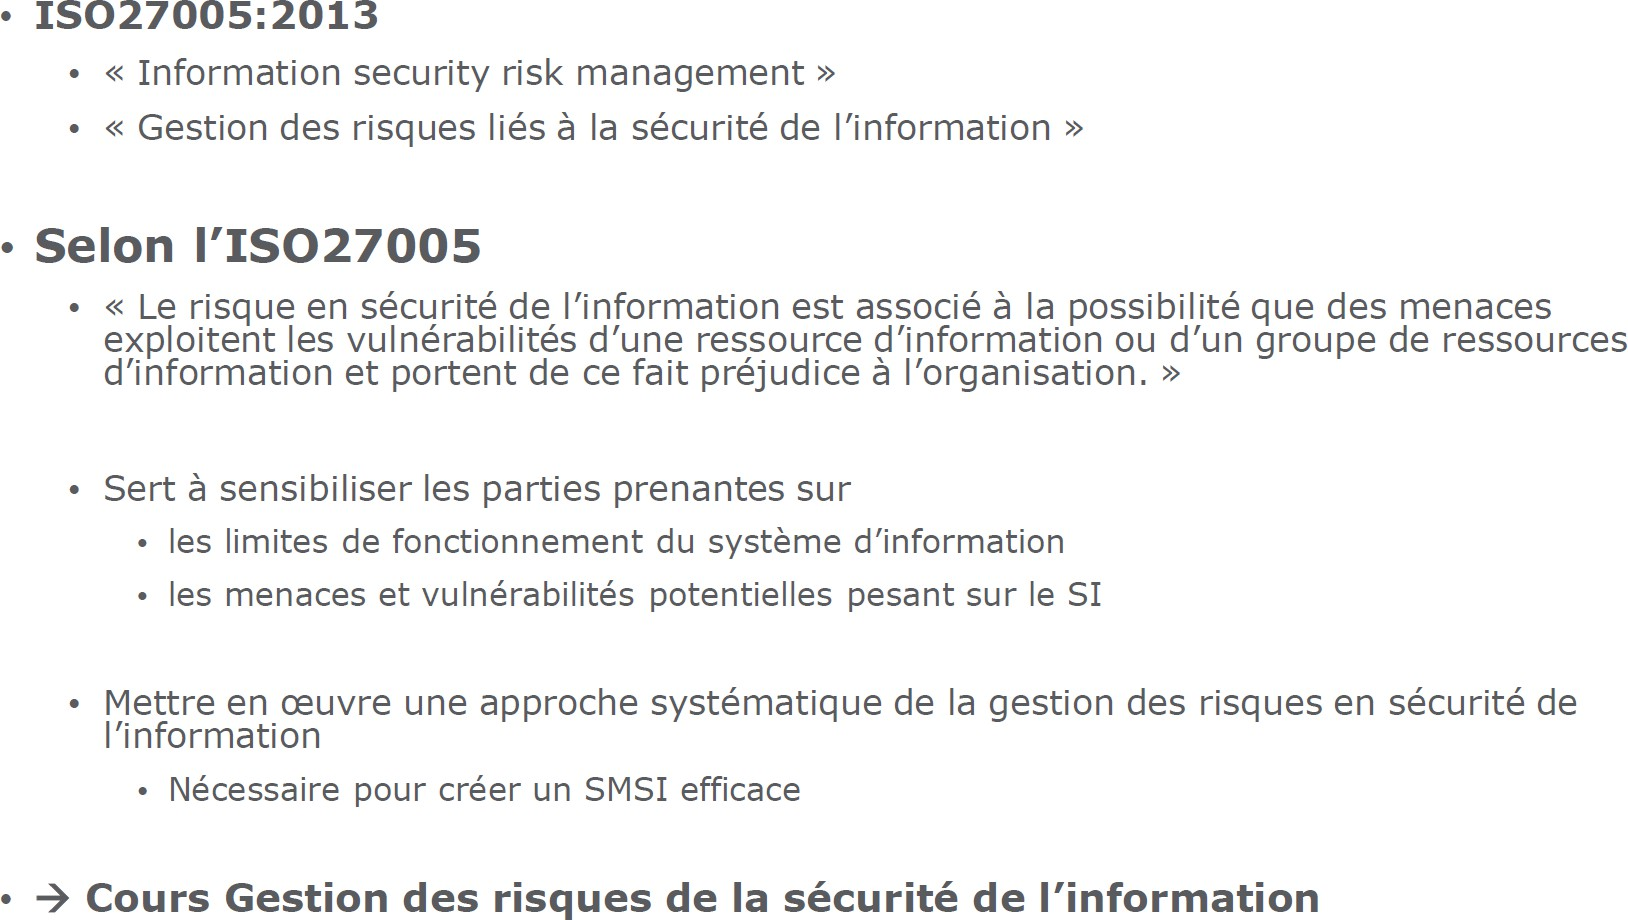 • ISO27005:2013
• « Information security risk management »
• « Gestion des risques liés à la sécurité de l’information »
• Selon l’ISO27005
• « Le risque en sécurité de l’information est associé à la possibilité que des menaces
exploitent les vulnérabilités d’une ressource d’information ou d’un groupe de ressources
d’information et portent de ce fait préjudice à l’organisation. »
• Sert à sensibiliser les parties prenantes sur
• les limites de fonctionnement du système d’information
• les menaces et vulnérabilités potentielles pesant sur le SI
• Mettre en œuvre une approche systématique de la gestion des risques en sécurité de
l’information
• Nécessaire pour créer un SMSI efficace
• → Cours Gestion des risques de la sécurité de l’information